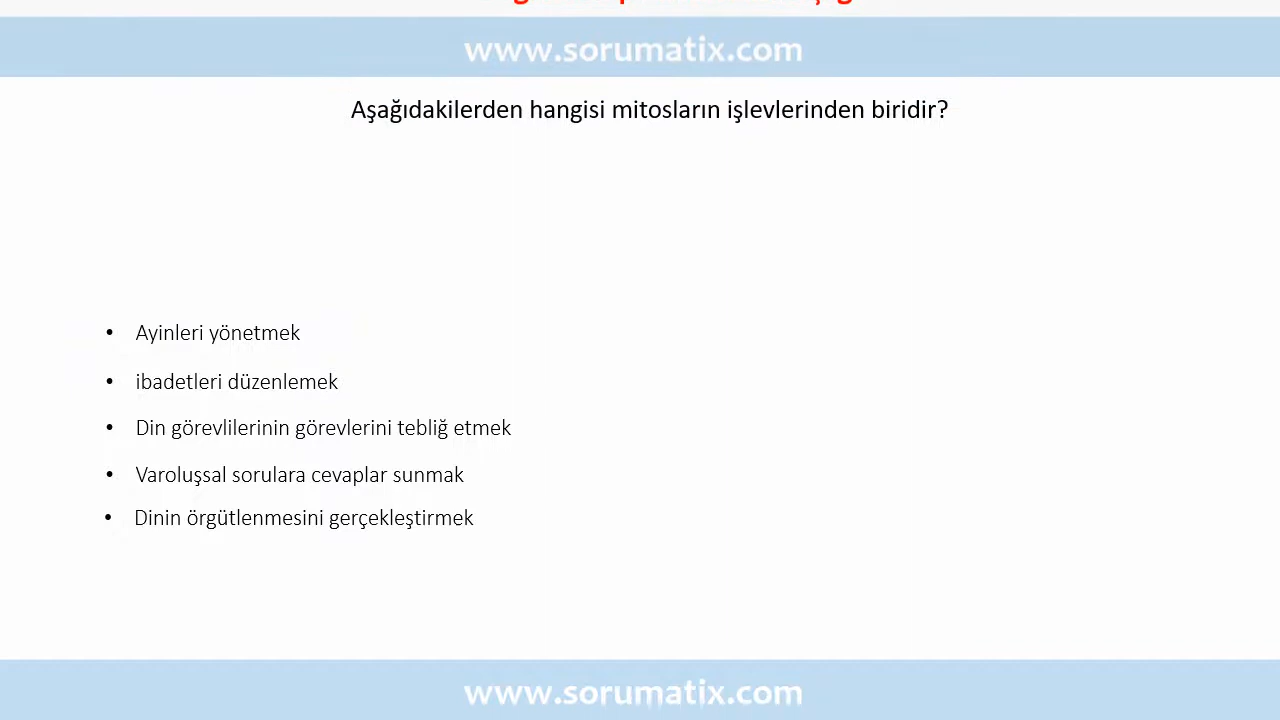 www.sorumatix.com
Aşağıdakilerden hangisi mitosların işlevlerinden biridir?
• Ayinleri yönetmek
• ibadetleri düzenlemek
• Din görevlilerinin görevlerini tebliğ etmek
• Varoluşsal sorulara cevaplar sunmak
• Dinin örgütlenmesini gerçekleştirmek
www.sorumatix.com